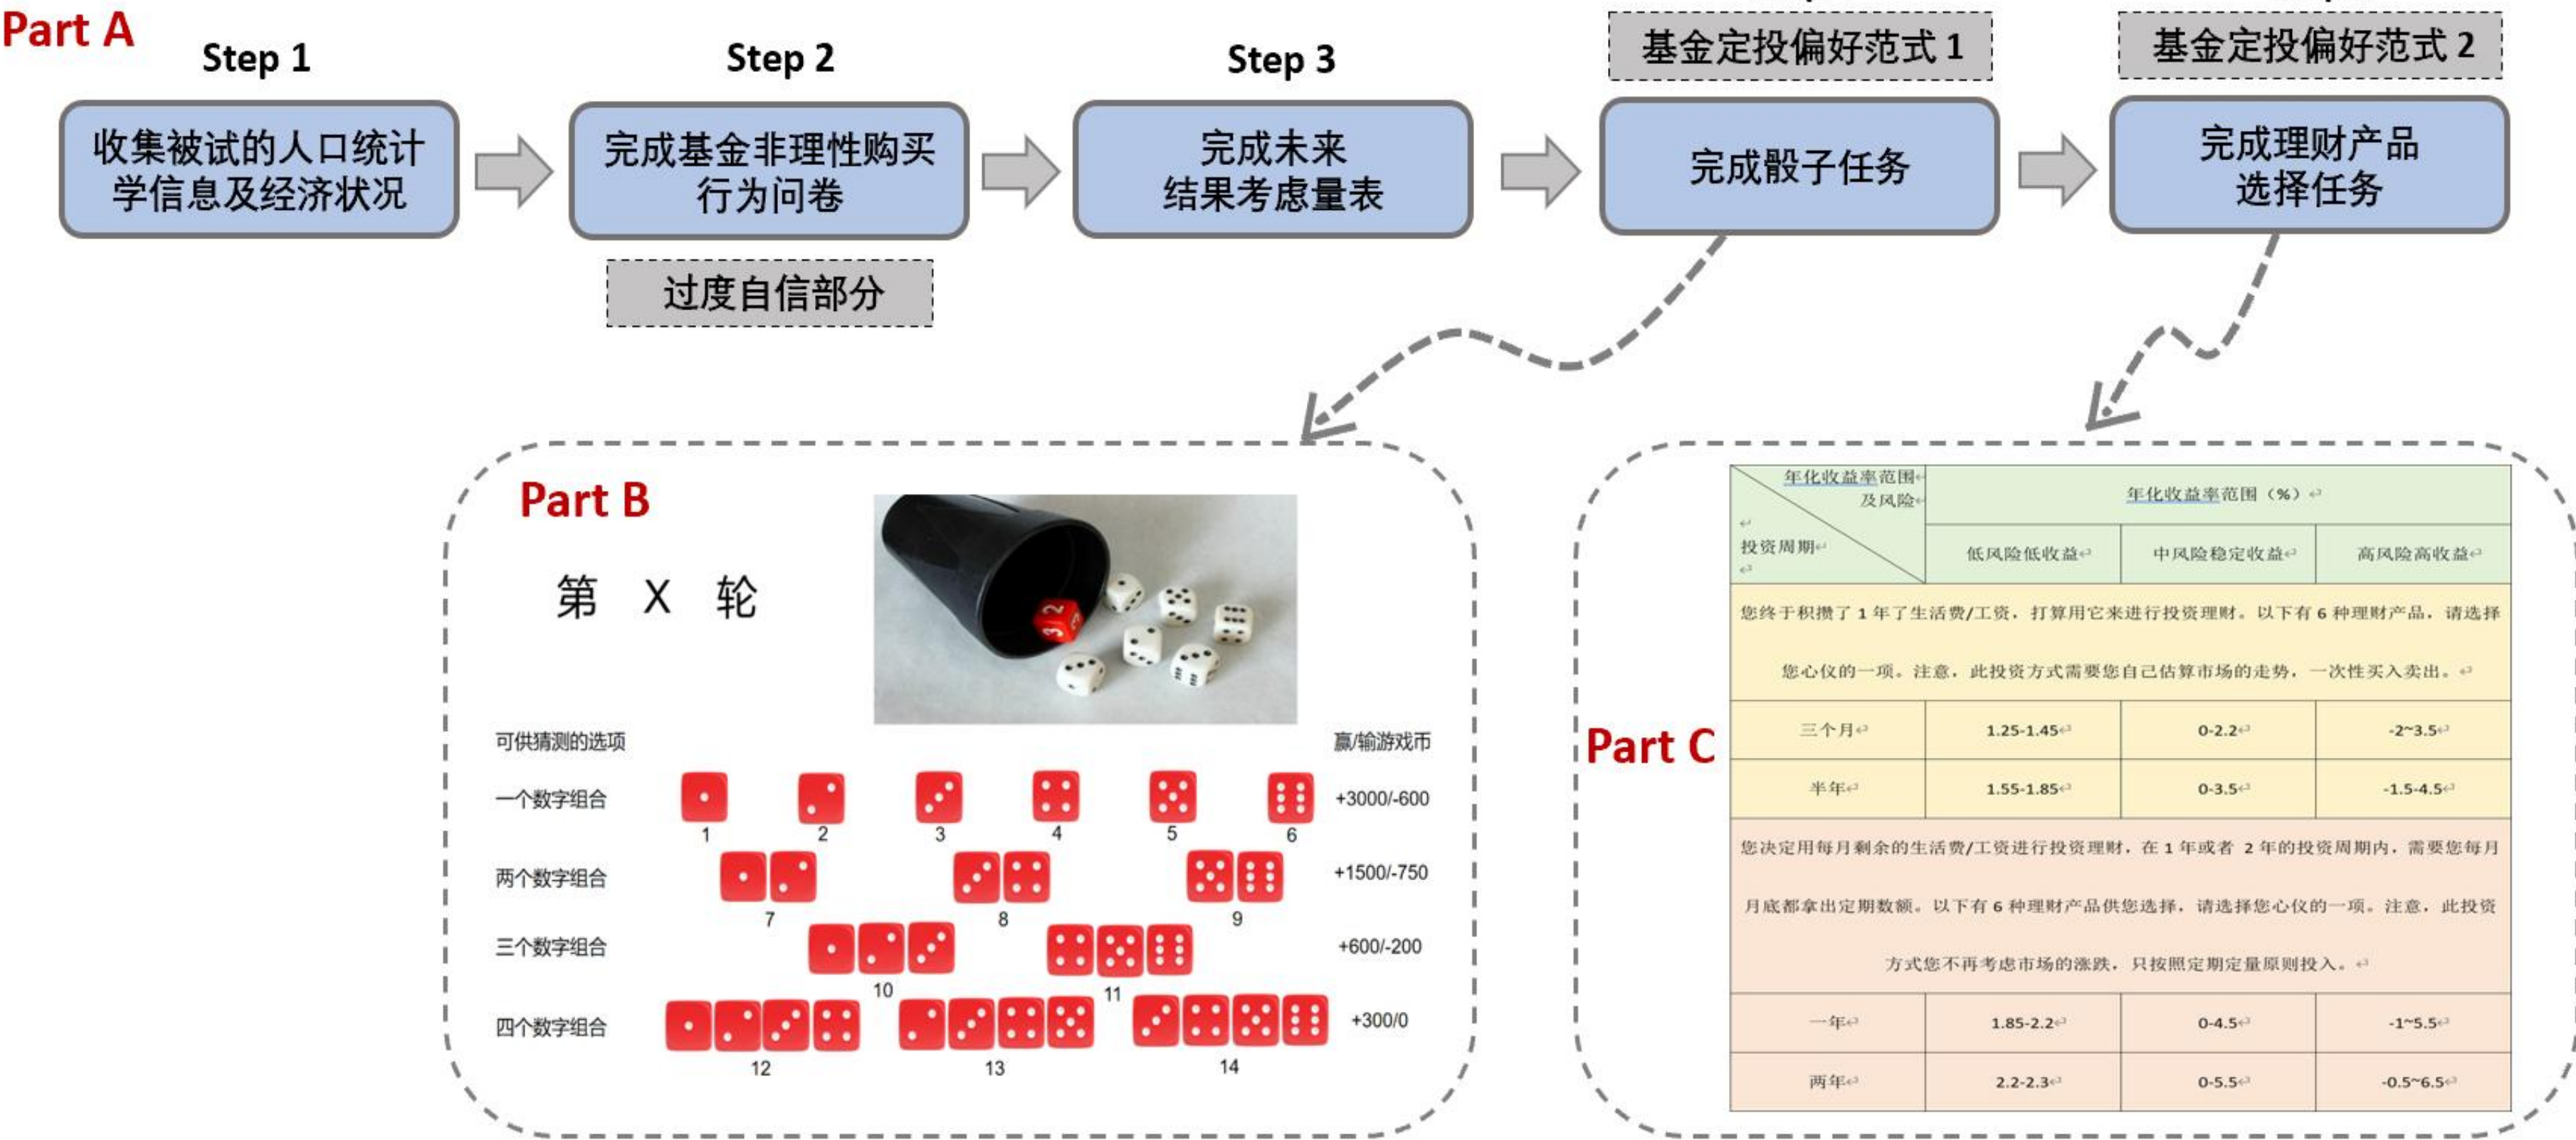 Part A
Step 1
Step 2
Step 3
基金定投偏好范式 1
基金定投偏好范式 2
收集被试的人口统计
学信息及经济状况
完成基金非理性购买
行为问卷
完成未来
结果考虑量表
完成骰子任务
完成理财产品
选择任务
过度自信部分
Part B
第 X 轮
可供猜测的选项
赢/输游戏币
一个数字组合
+3000/-600
1 2 3 4 5 6
两个数字组合
+1500/-750
7 8 9
三个数字组合
+600/-200
10 11
四个数字组合
+300/0
12 13 14
Part C
年化收益率范围
及风险
投资周期
年化收益率范围（%）
低风险低收益 中风险稳定收益 高风险高收益
您终于积攒了 1 年了生活费/工资，打算用它来进行投资理财。以下有 6 种理财产品，请选择
您心仪的一项。注意，此投资方式需要您自己估算市场的走势，一次性买入卖出。
三个月 1.25-1.45 0-2.2 -2~3.5
半年 1.55-1.85 0-3.5 -1.5-4.5
您决定用每月剩余的生活费/工资进行投资理财，在 1 年或者 2 年的投资周期内，需要您每月
月底都拿出定期数额。以下有 6 种理财产品供您选择，请选择您心仪的一项。注意，此投资
方式您不再考虑市场的涨跌，只按照定期定量原则投入。
一年 1.85-2.2 0-4.5 -1~5.5
两年 2.2-2.3 0-5.5 -0.5~6.5